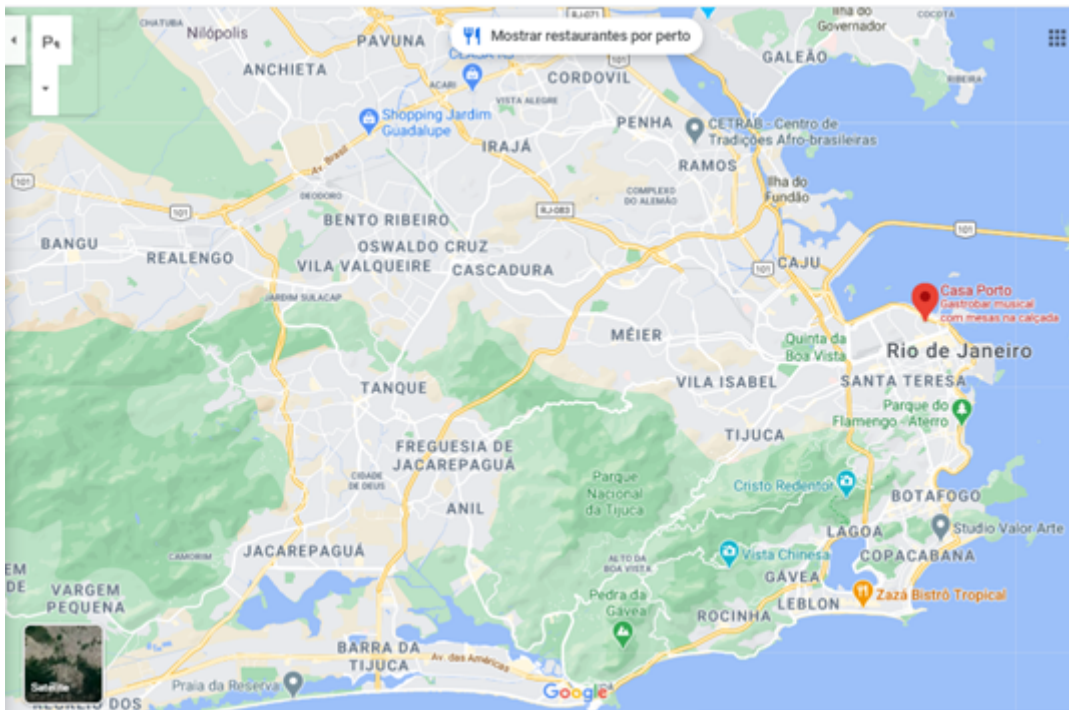 CHATUBA
Nilópolis
PAVUNA
RJ-071
Mostrar restaurantes por perto
Ilha do
Governador
COCOTÁ
ANCHIETA
CORDOVIL
GALEÃO
RIBEIRA
ACARI
VISTA ALEGRE
Shopping Jardim
Guadalupe
IRAJÁ
PENHA
CETRAB - Centro de
Tradições Afro-brasileiras
RAMOS
Av. Brasil
101
101
DEODORO
COMPLEXO
DO ALEMÃO
Ilha do
Fundão
BENTO RIBEIRO
RJ-083
BANGU
REALENGO
OSWALDO CRUZ
VILA VALQUEIRE
CASCADURA
101
CAJU
101
JARDIM SULACAP
Casa Porto
Gastrobar musical
com mesas na calçada
MÉIER
Quinta da
Boa Vista
Rio de Janeiro
TANQUE
VILA ISABEL
SANTA TERESA
Parque do
Flamengo - Aterro
TIJUCA
FREGUESIA DE
JACAREPAGUÁ
CIDADE
DE DEUS
Parque
Nacional
da Tijuca
Cristo Redentor
BOTAFOGO
ANIL
LAGOA
Studio Valor Arte
JACAREPAGUÁ
CAMORIM
ALTO DA
BOA VISTA
Vista Chinesa
COPACABANA
GÁVEA
VARGEM
PEQUENA
Pedra da
Gávea
ROCINHA
LEBLON
Zazá Bistrô Tropical
BARRA DA
TIJUCA
Av. das Américas
Satélite
Praia da Reserva
Google